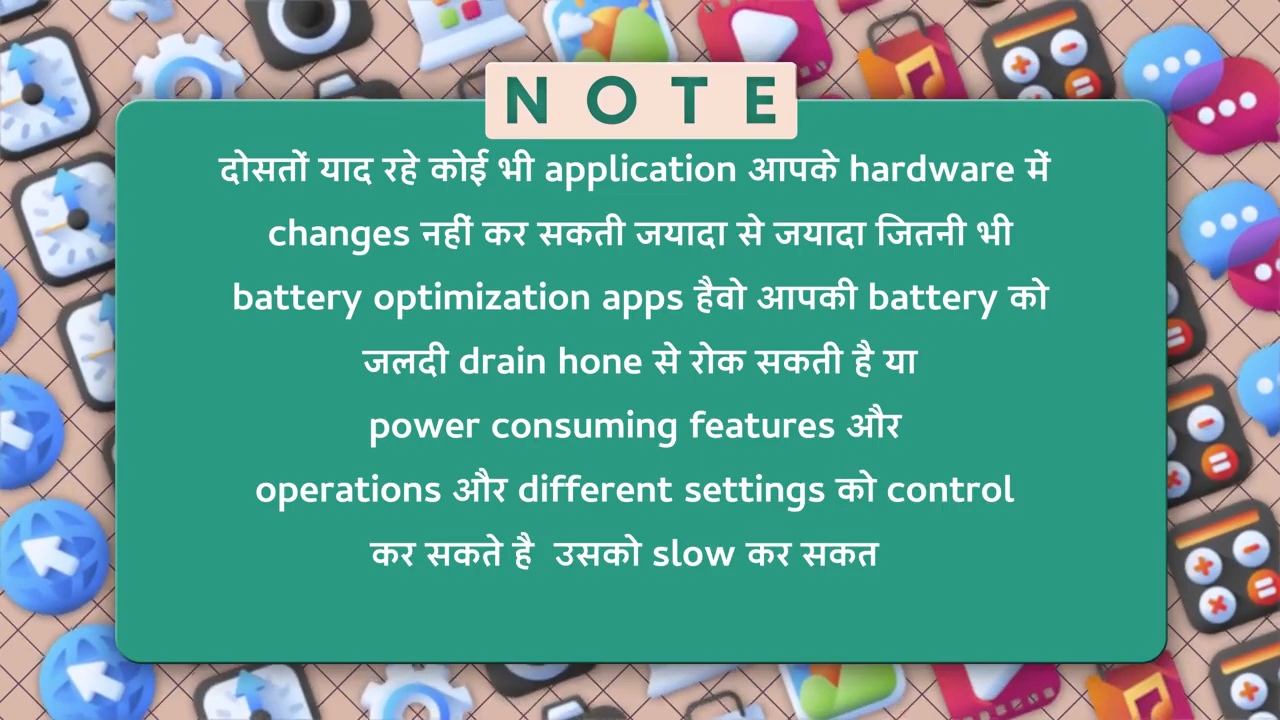 NOTE
दोसतों याद रहे कोई भी application आपके hardware में
changes नहीं कर सकती जयादा से जयादा जितनी भी
battery optimization apps हैवो आपकी battery को
जलदी drain hone से रोक सकती है या
power consuming features और
operations और different settings को control
कर सकते है उसको slow कर सकत